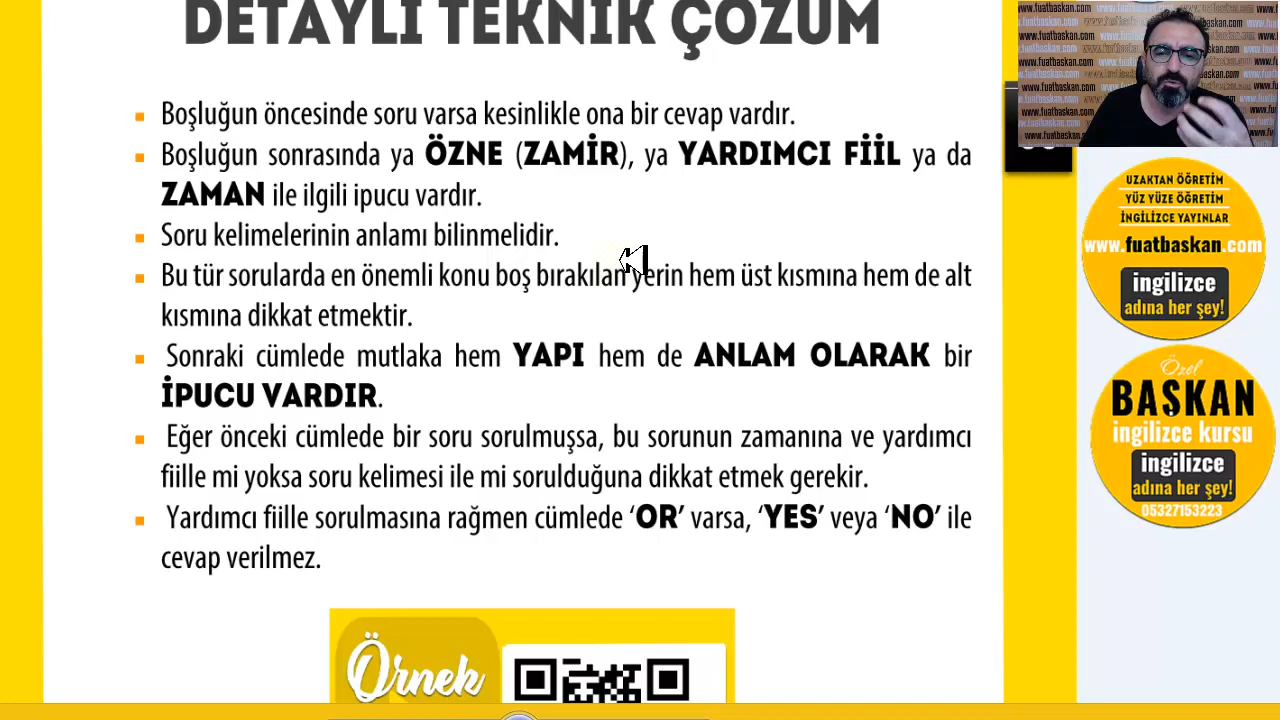 DETAYLI TEKNİK ÇÖZÜM
▪ Boşluğun öncesinde soru varsa kesinlikle ona bir cevap vardır.
▪ Boşluğun sonrasında ya ÖZNE (ZAMİR), ya YARDIMCI FİİL ya da
ZAMAN ile ilgili ipucu vardır.
▪ Soru kelimelerinin anlamı bilinmelidir.
▪ Bu tür sorularda en önemli konu boş bırakılan yerin hem üst kısmına hem de alt
kısmına dikkat etmektir.
▪ Sonraki cümlede mutlaka hem YAPI hem de ANLAM OLARAK bir
İPUCU VARDIR.
▪ Eğer önceki cümlede bir soru sorulmuşsa, bu sorunun zamanına ve yardımcı
fiille mi yoksa soru kelimesi ile mi sorulduğuna dikkat etmek gerekir.
▪ Yardımcı fiille sorulmasına rağmen cümlede ‘OR’ varsa, ‘YES’ veya ‘NO’ ile
cevap verilmez.
Örnek
www.fuatbaskan.com
UZAKTAN ÖĞRETİM
YÜZ YÜZE ÖĞRETİM
İNGİLİZCE YAYINLAR
www.fuatbaskan.com
ingilizce
adına her şey!
Özel
BAŞKAN
ingilizce kursu
ingilizce
adına her şey!
05327153223